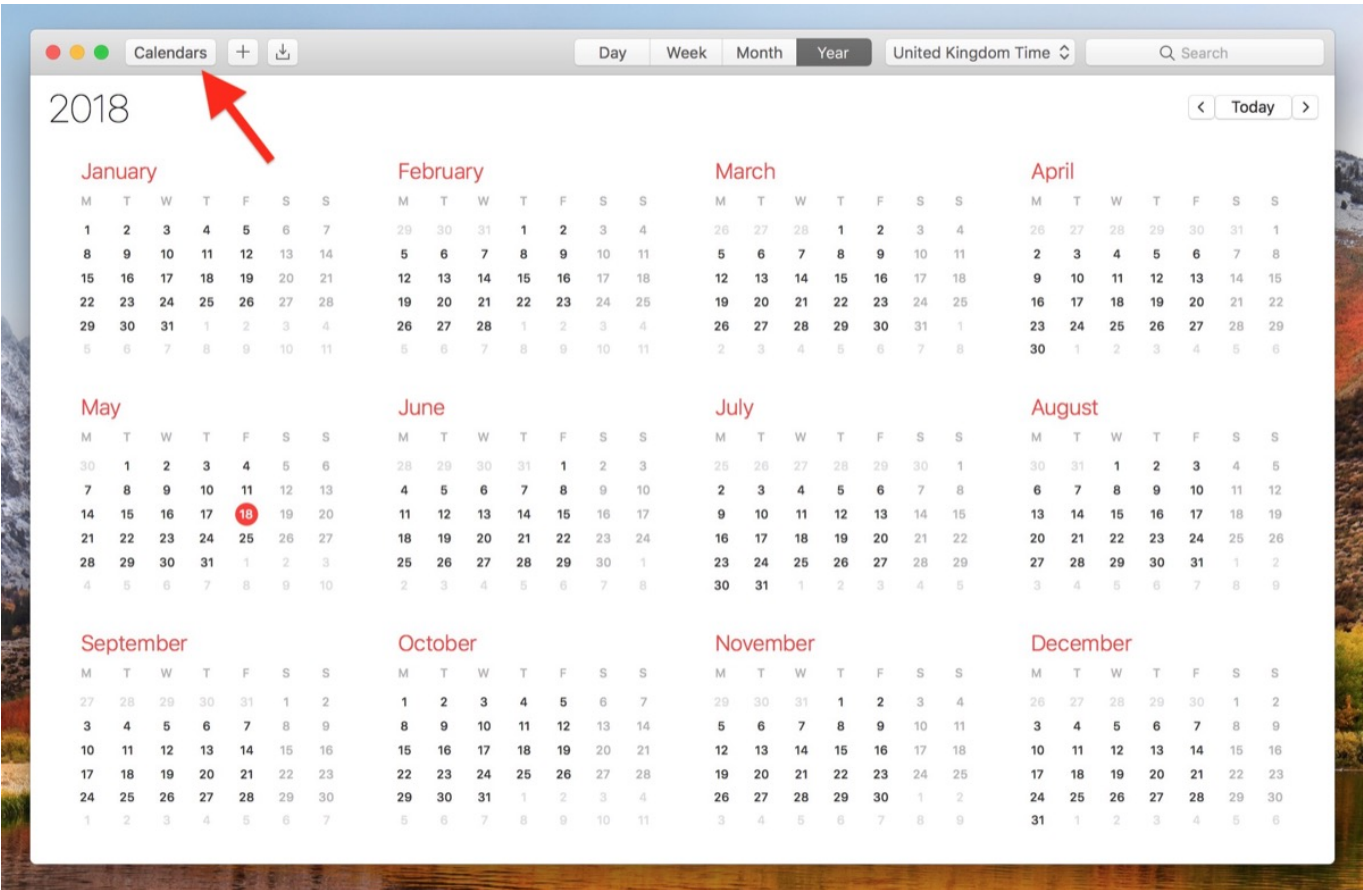 Calendars + Day Week Month Year United Kingdom Time Search
2018 < Today >
January February March April
M T W T F S S M T W T F S S M T W T F S S M T W T F S S
1 2 3 4 5 6 7 29 30 31 1 2 3 4 26 27 28 1 2 3 4 26 27 28 29 30 31 1
8 9 10 11 12 13 14 5 6 7 8 9 10 11 5 6 7 8 9 10 11 2 3 4 5 6 7 8
15 16 17 18 19 20 21 12 13 14 15 16 17 18 12 13 14 15 16 17 18 9 10 11 12 13 14 15
22 23 24 25 26 27 28 19 20 21 22 23 24 25 19 20 21 22 23 24 25 16 17 18 19 20 21 22
29 30 31 1 2 3 4 26 27 28 1 2 3 4 26 27 28 29 30 31 1 23 24 25 26 27 28 29
5 6 7 8 9 10 11 5 6 7 8 9 10 11 2 3 4 5 6 7 8 30 1 2 3 4 5 6
May June July August
M T W T F S S M T W T F S S M T W T F S S M T W T F S S
30 1 2 3 4 5 6 28 29 30 31 1 2 3 25 26 27 28 29 30 1 30 31 1 2 3 4 5
7 8 9 10 11 12 13 4 5 6 7 8 9 10 2 3 4 5 6 7 8 6 7 8 9 10 11 12
14 15 16 17 18 19 20 11 12 13 14 15 16 17 9 10 11 12 13 14 15 13 14 15 16 17 18 19
21 22 23 24 25 26 27 18 19 20 21 22 23 24 16 17 18 19 20 21 22 20 21 22 23 24 25 26
28 29 30 31 1 2 3 25 26 27 28 29 30 1 23 24 25 26 27 28 29 27 28 29 30 31 1 2
4 5 6 7 8 9 10 2 3 4 5 6 7 8 30 31 1 2 3 4 5 3 4 5 6 7 8 9
September October November December
M T W T F S S M T W T F S S M T W T F S S M T W T F S S
27 28 29 30 31 1 2 1 2 3 4 5 6 7 29 30 31 1 2 3 4 26 27 28 29 30 1 2
3 4 5 6 7 8 9 8 9 10 11 12 13 14 5 6 7 8 9 10 11 3 4 5 6 7 8 9
10 11 12 13 14 15 16 15 16 17 18 19 20 21 12 13 14 15 16 17 18 10 11 12 13 14 15 16
17 18 19 20 21 22 23 22 23 24 25 26 27 28 19 20 21 22 23 24 25 17 18 19 20 21 22 23
24 25 26 27 28 29 30 29 30 31 1 2 3 4 26 27 28 29 30 1 2 24 25 26 27 28 29 30
1 2 3 4 5 6 7 5 6 7 8 9 10 11 3 4 5 6 7 8 9 31 1 2 3 4 5 6